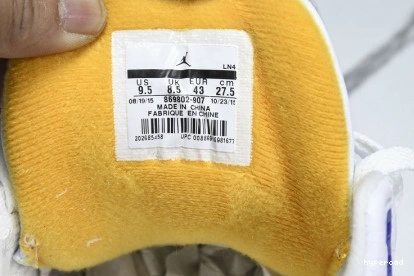 LN4
US UK EUR cm
9.5 8.5 43 27.5
08/19/15 869802-907 10/23/15
MADE IN CHINA
FABRIQUE EN CHINE